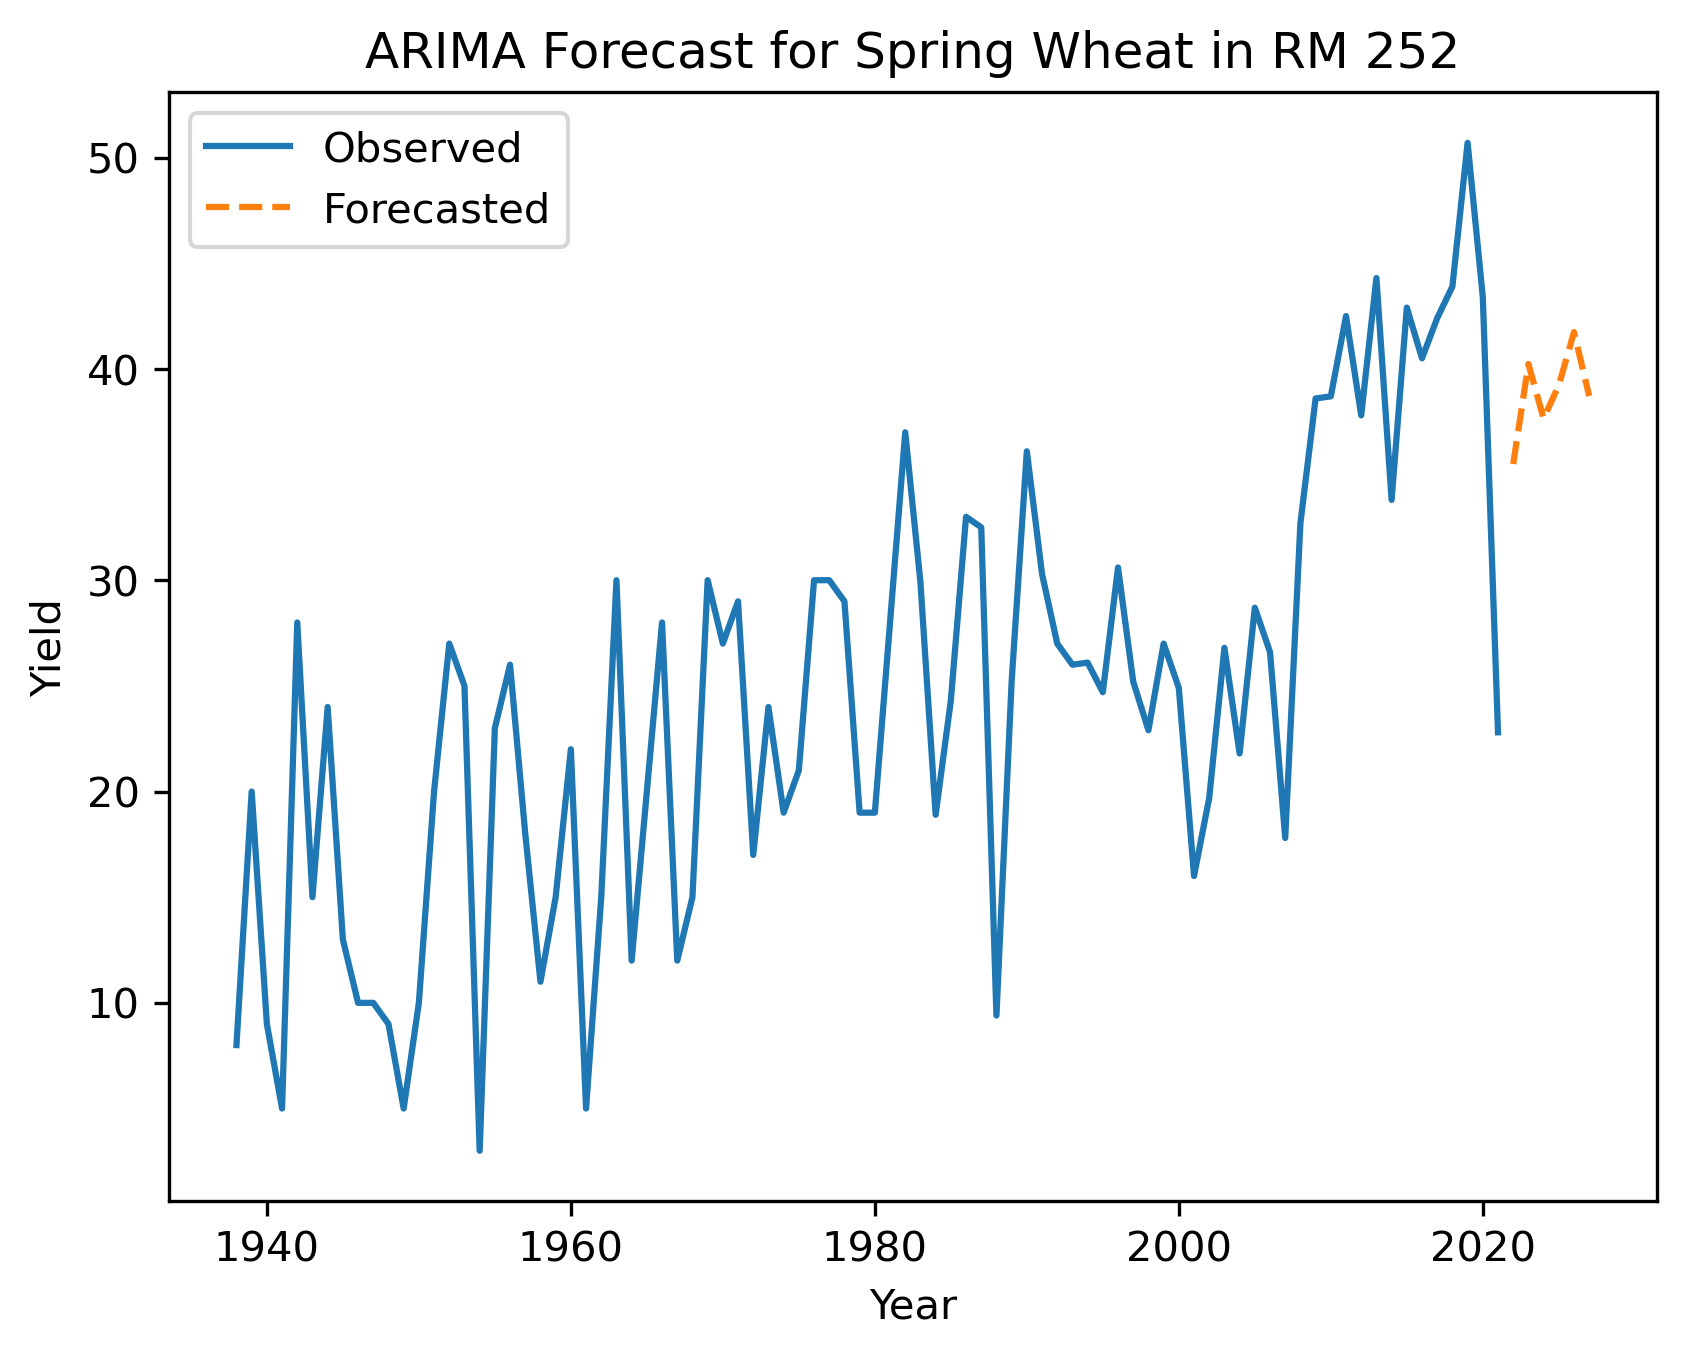 ARIMA Forecast for Spring Wheat in RM 252
Observed
Forecasted
50
40
30
20
10
Yield
1940 1960 1980 2000 2020
Year